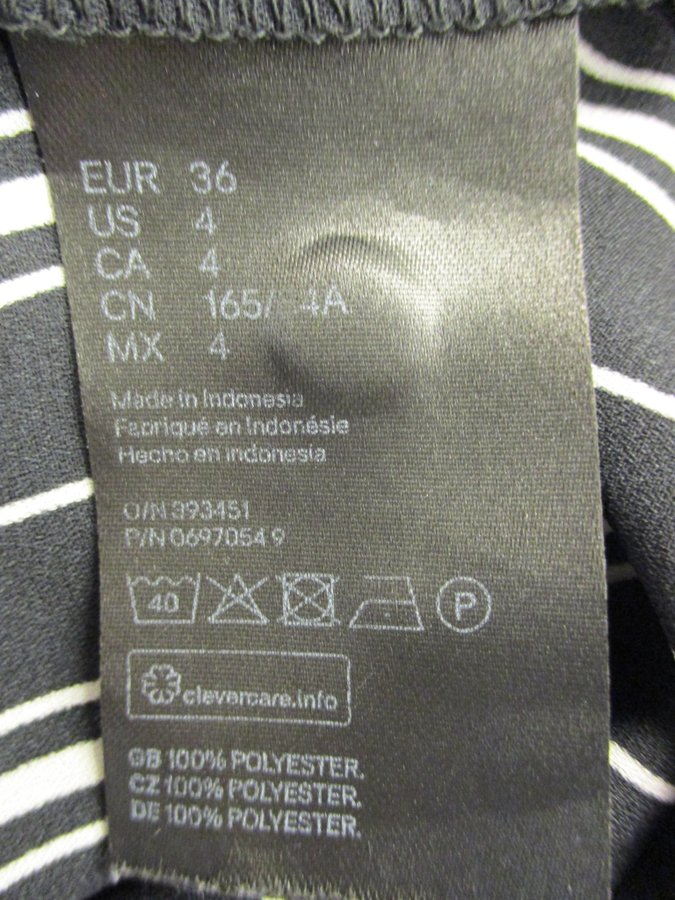 EUR 36
US 4
CA 4
CN
MX 4
Made in Indonesia
Fabriqué en Indonésie
Hecho en indonesia
O/N 393451
P/N 0697054 9
40
P
clevercare.info
GB 100% POLYESTER.
CZ 100% POLYESTER.
DE 100% POLYESTER.